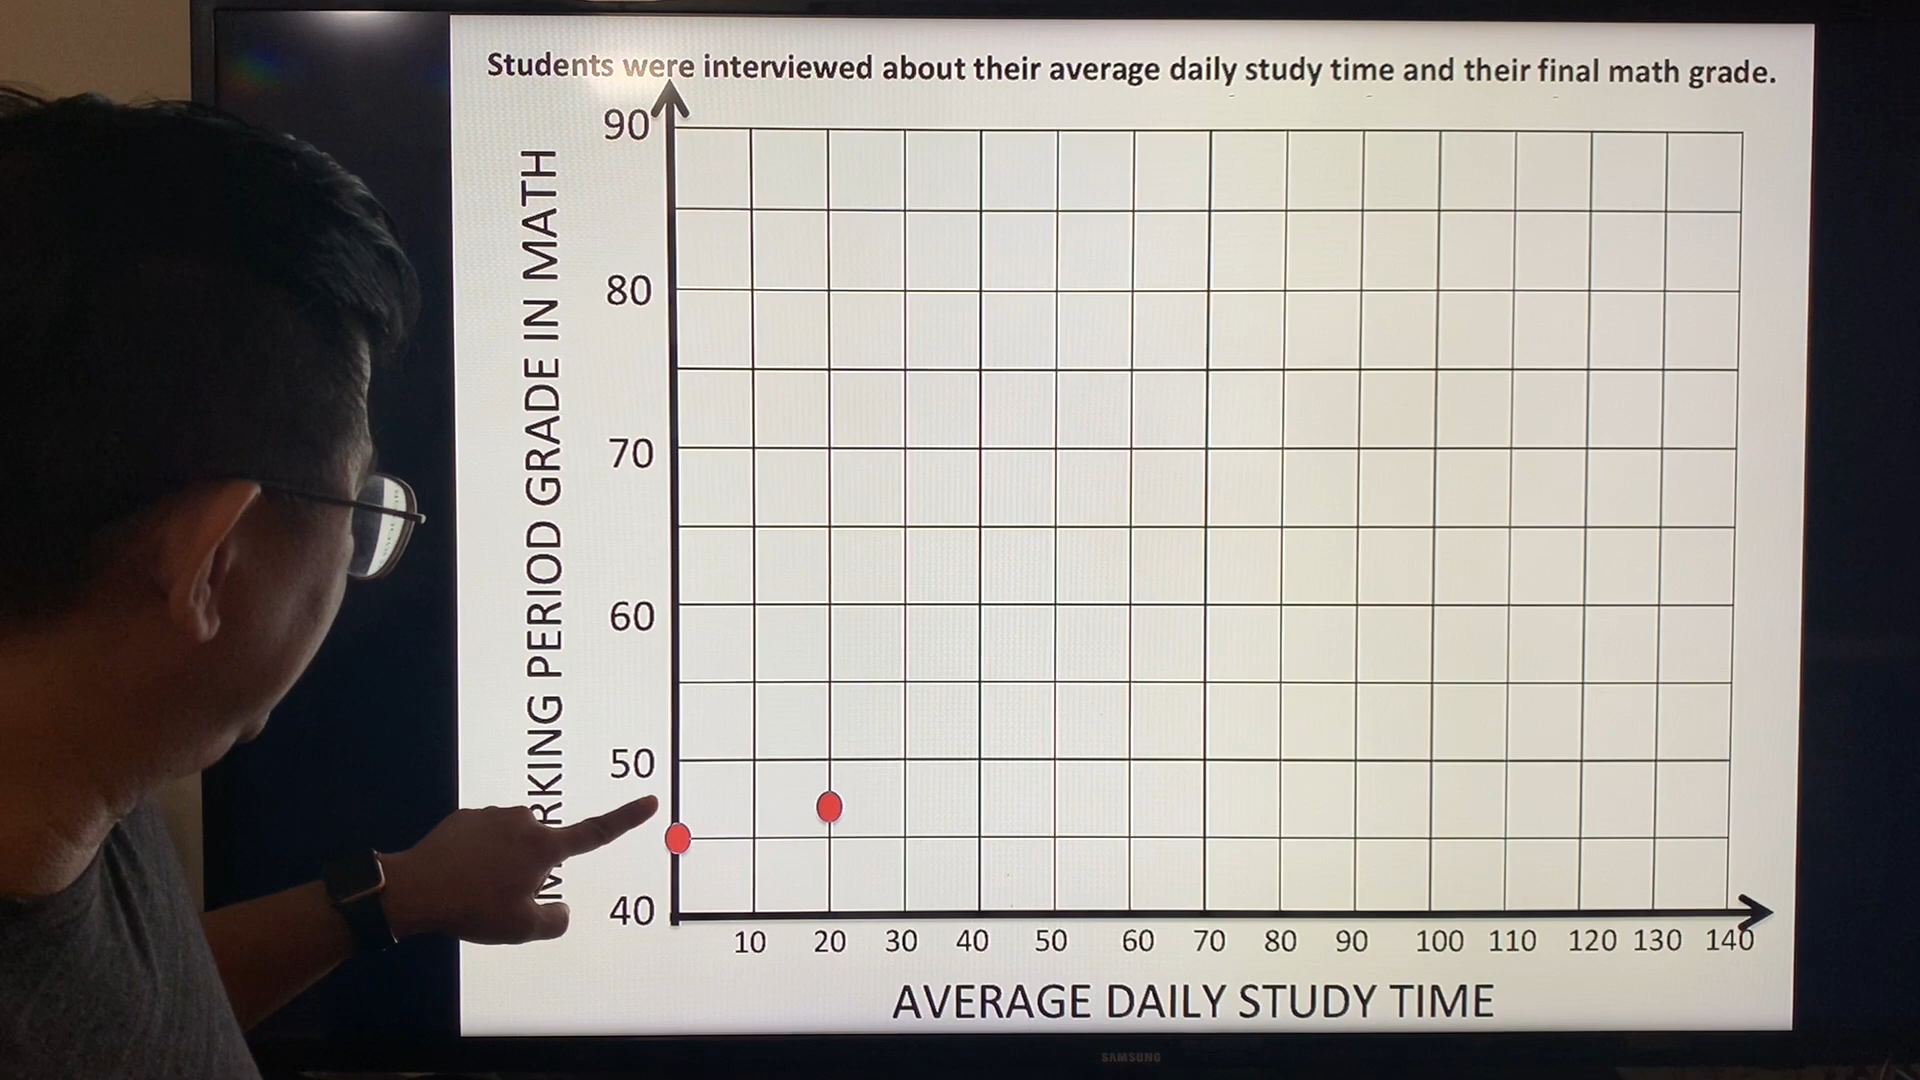 Students were interviewed about their average daily study time and their final math grade.
90
80
70
60
50
40
RKING PERIOD GRADE IN MATH
10 20 30 40 50 60 70 80 90 100 110 120 130 140
AVERAGE DAILY STUDY TIME
SAMSUNG